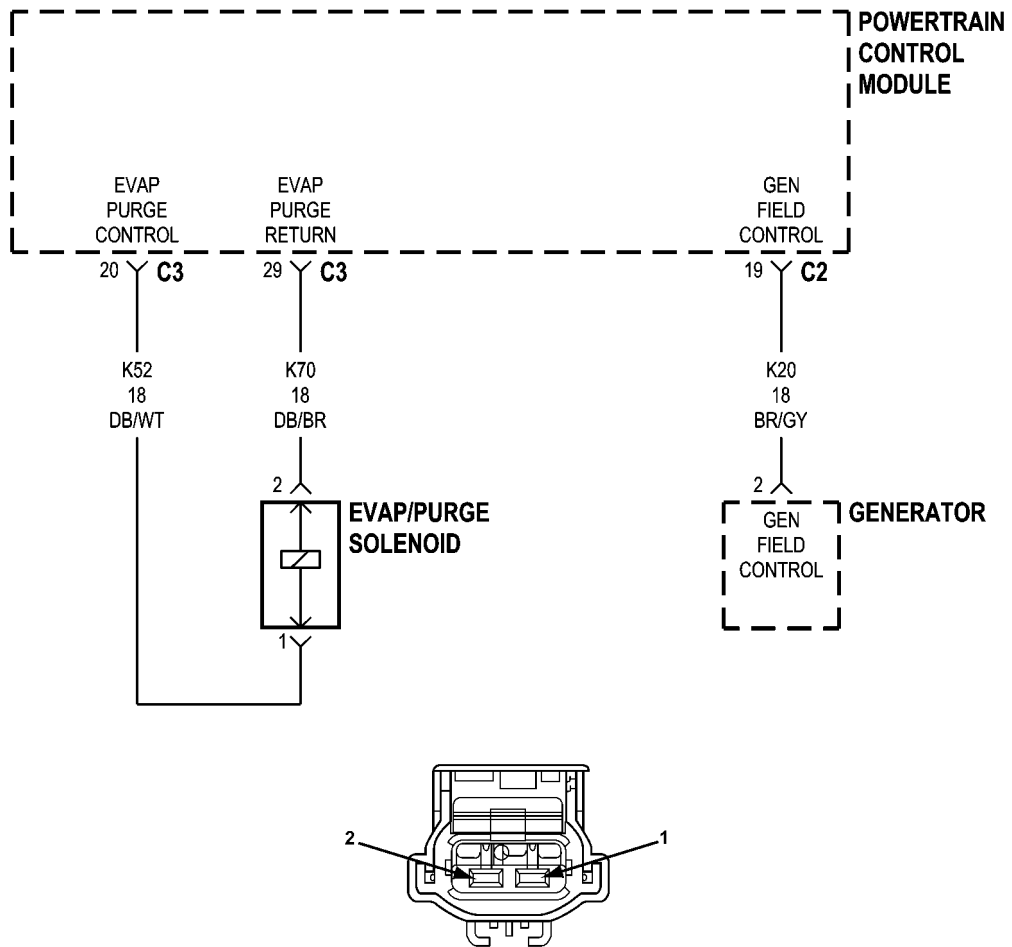 POWERTRAIN
CONTROL
MODULE
EVAP
PURGE
CONTROL
EVAP
PURGE
RETURN
GEN
FIELD
CONTROL
20 C3
29 C3
19 C2
K52
18
DB/WT
K70
18
DB/BR
K20
18
BR/GY
2
2
EVAP/PURGE
SOLENOID
GEN
FIELD
CONTROL
GENERATOR
1
2
1